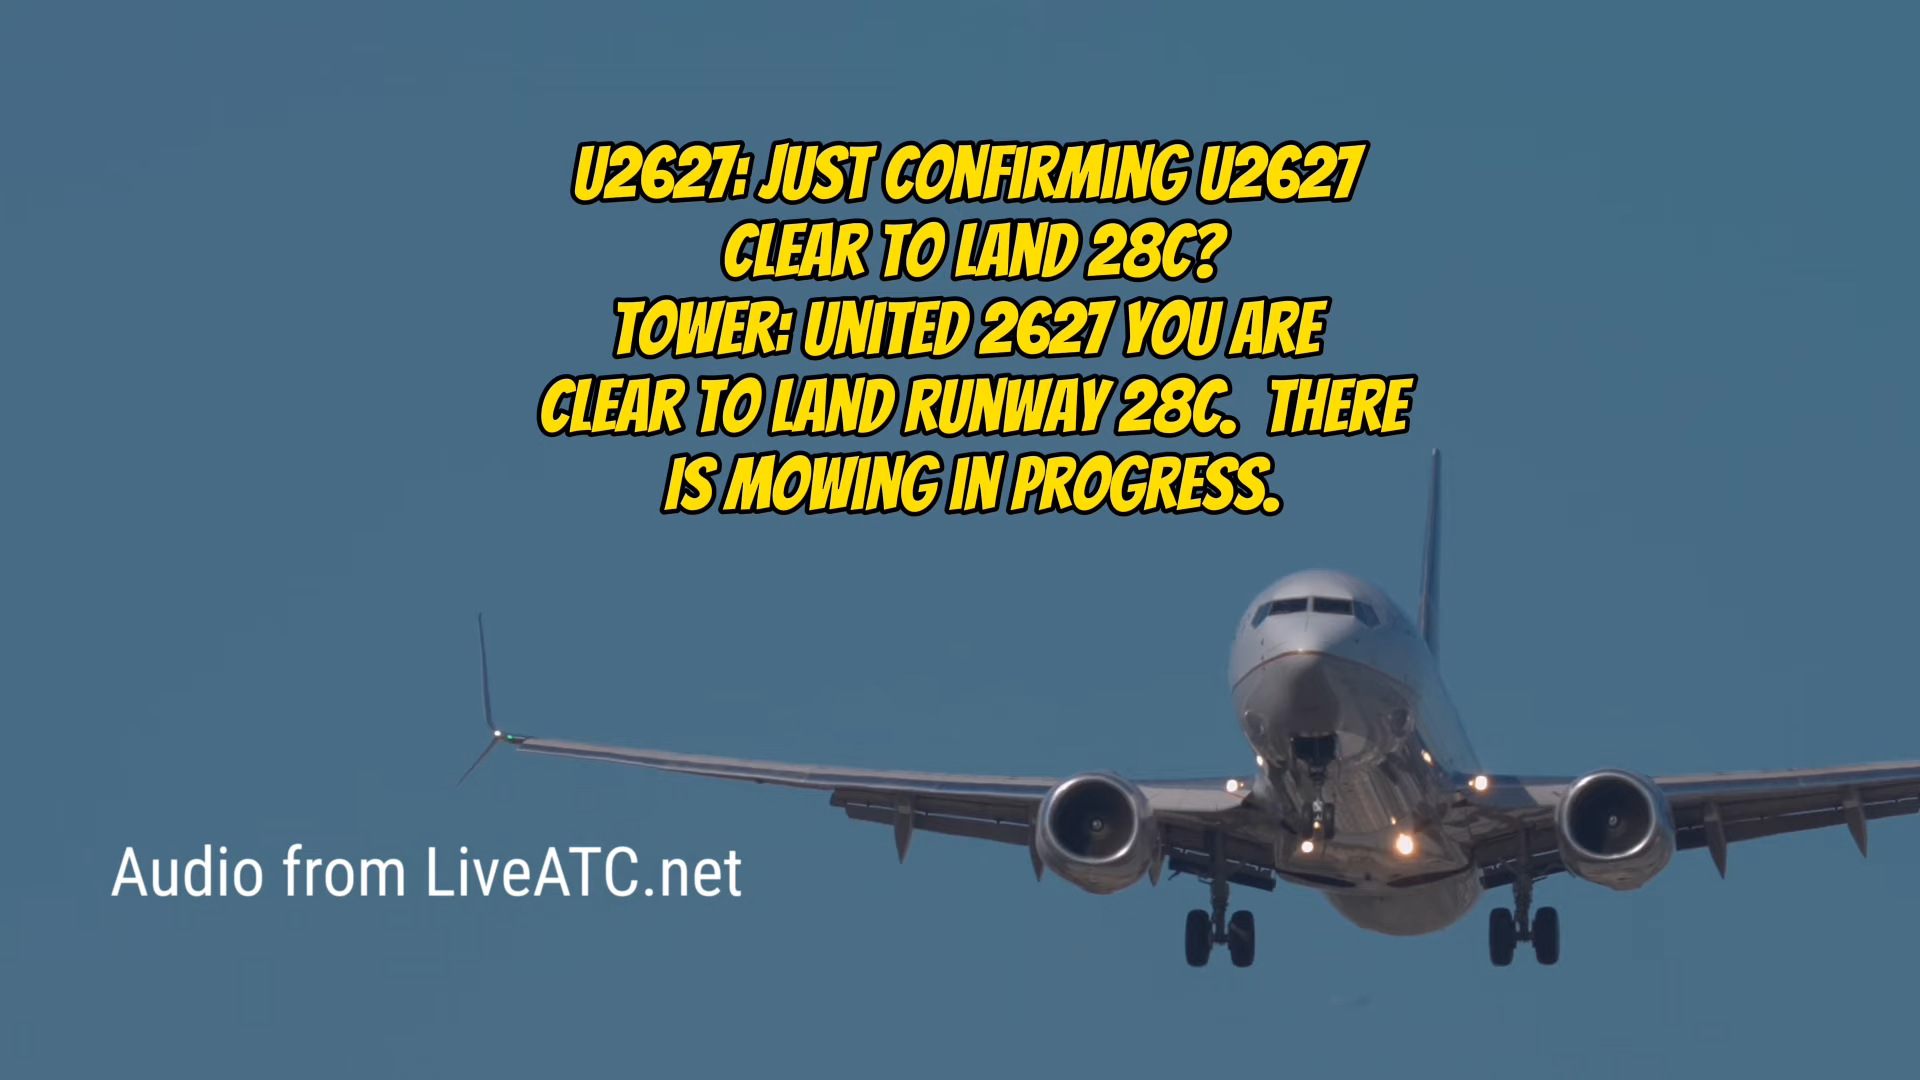 U2627: JUST CONFIRMING U2627
CLEAR TO LAND 28C?
TOWER: UNITED 2627 YOU ARE
CLEAR TO LAND RUNWAY 28C. THERE
IS MOWING IN PROGRESS.
Audio from LiveATC.net